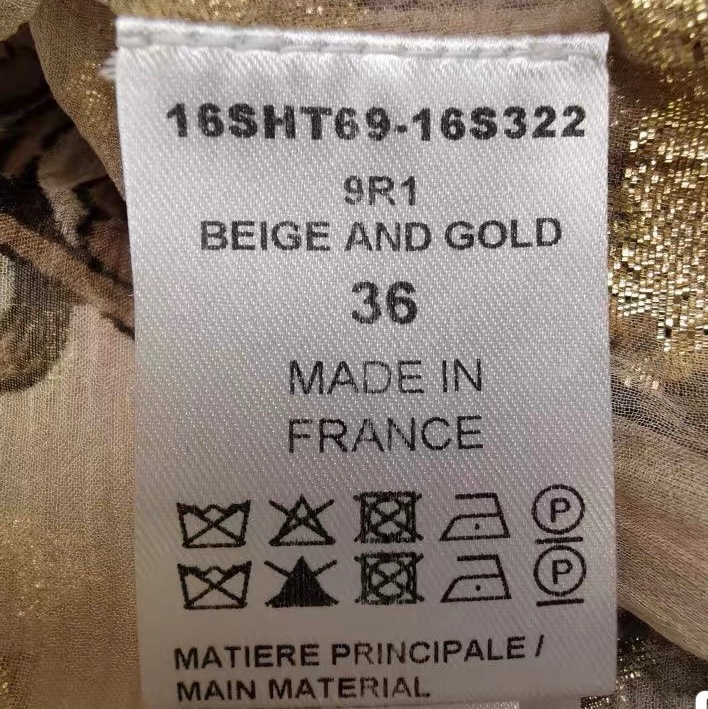 16SHT69-16S322
9R1
BEIGE AND GOLD
36
MADE IN
FRANCE
P
P
MATIERE PRINCIPALE /
MAIN MATERIAL